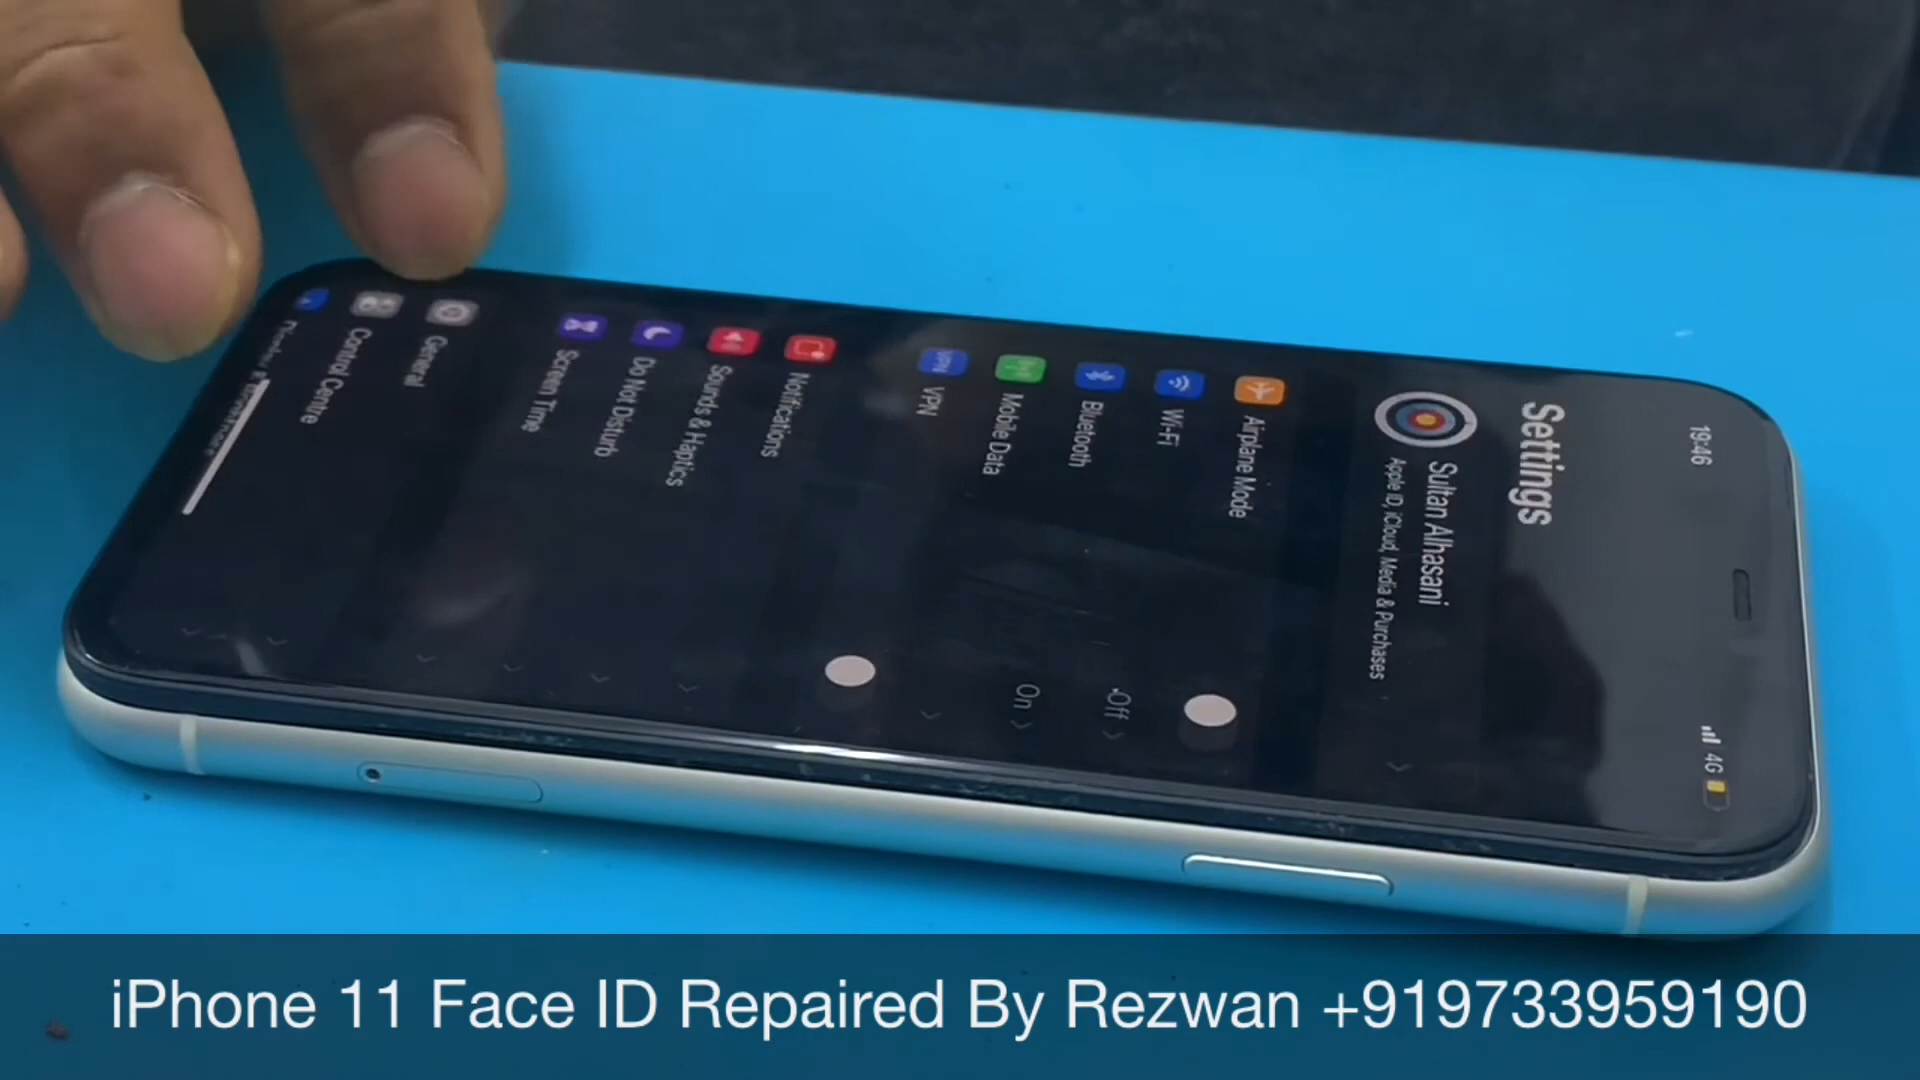 19:46
4G
Settings
Sultan Alhasani
Apple ID, iCloud, Media & Purchases
Airplane Mode
Wi-Fi
Off
Bluetooth
On
Mobile Data
VPN
VPN
Notifications
Sounds & Haptics
Do Not Disturb
Screen Time
General
Control Centre
iPhone 11 Face ID Repaired By Rezwan +919733959190